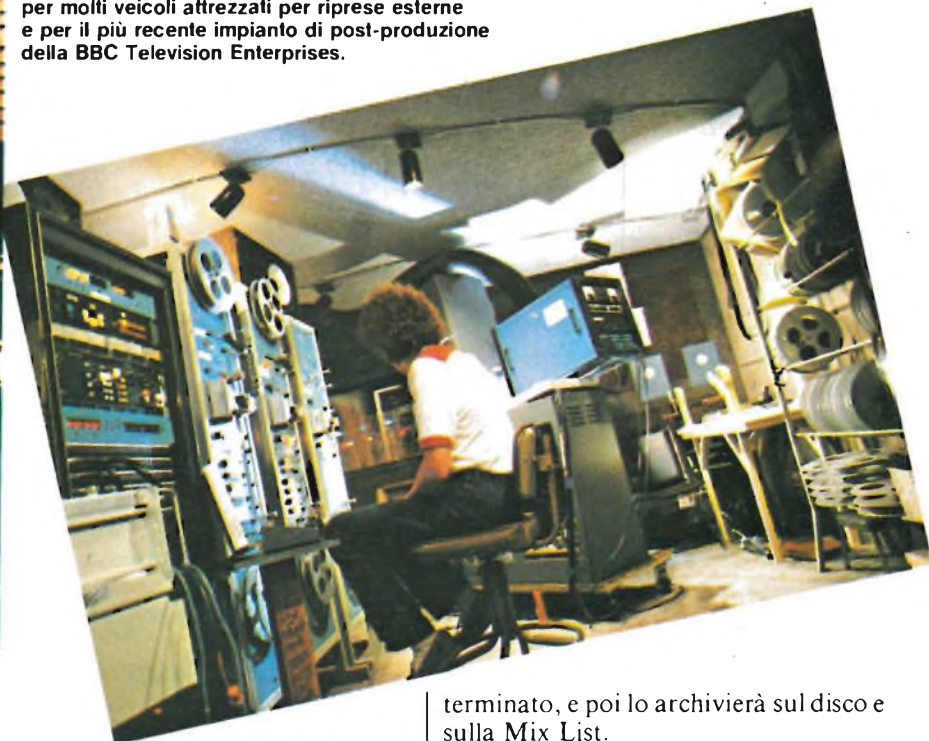 per molti veicoli attrezzati per riprese esterne
e per il più recente impianto di post-produzione
della BBC Television Enterprises.
terminato, e poi lo archivierà sul disco e
sulla Mix List.